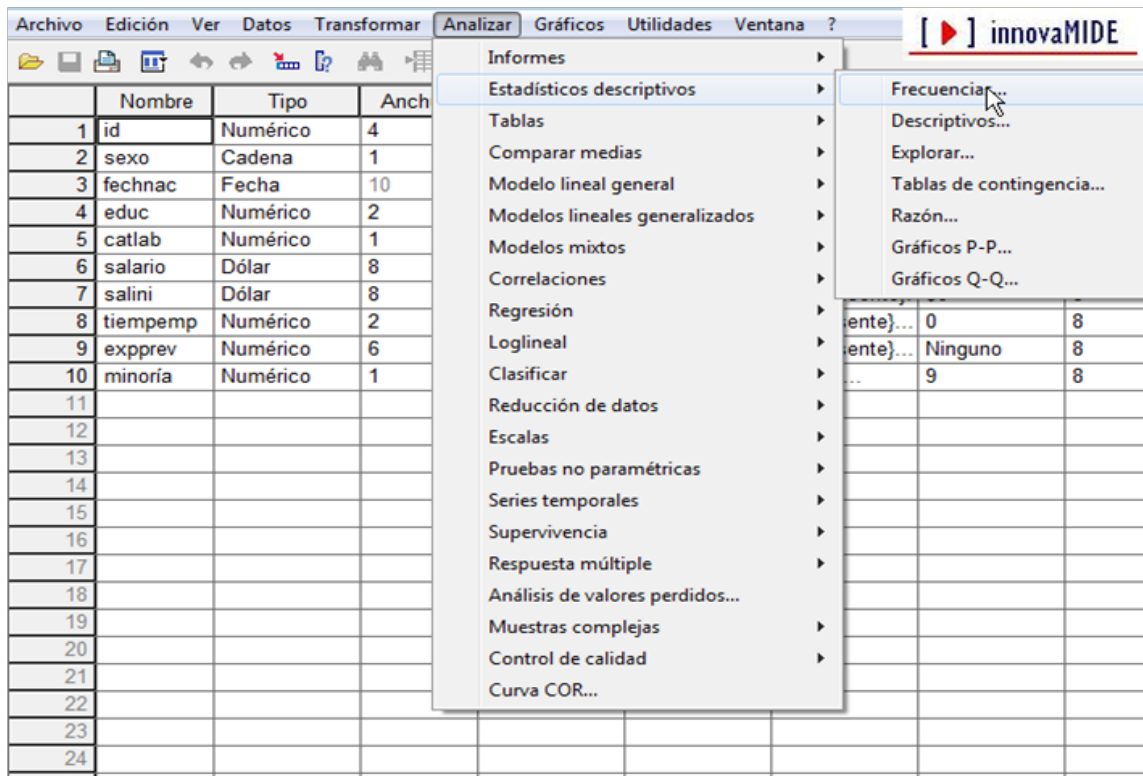 Archivo Edición Ver Datos Transformar Analizar Gráficos Utilidades Ventana ?
[ ] innovaMIDE
Nombre Tipo Anch
1 id Numérico 4
2 sexo Cadena 1
3 fechnac Fecha 10
4 educ Numérico 2
5 catlab Numérico 1
6 salario Dólar 8
7 salini Dólar 8
8 tiempemp Numérico 2 sente}... 0 8
9 expprev Numérico 6 sente}... Ninguno 8
10 minoría Numérico 1 ... 9 8
11
12
13
14
15
16
17
18
19
20
21
22
23
24
Informes
Estadísticos descriptivos
Tablas
Comparar medias
Modelo lineal general
Modelos lineales generalizados
Modelos mixtos
Correlaciones
Regresión
Loglineal
Clasificar
Reducción de datos
Escalas
Pruebas no paramétricas
Series temporales
Supervivencia
Respuesta múltiple
Análisis de valores perdidos...
Muestras complejas
Control de calidad
Curva COR...
Frecuencias...
Descriptivos...
Explorar...
Tablas de contingencia...
Razón...
Gráficos P-P...
Gráficos Q-Q...